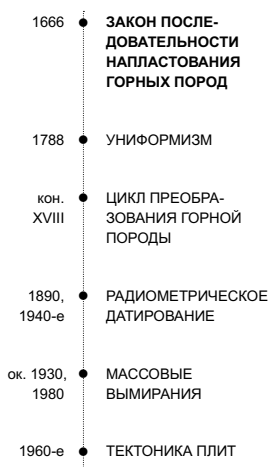 1666 ЗАКОН ПОСЛЕ-
ДОВАТЕЛЬНОСТИ
НАПЛАСТОВАНИЯ
ГОРНЫХ ПОРОД
1788 УНИФОРМИЗМ
кон. ЦИКЛ ПРЕОБРА-
XVIII ЗОВАНИЯ ГОРНОЙ
ПОРОДЫ
1890, РАДИОМЕТРИЧЕСКОЕ
1940-е ДАТИРОВАНИЕ
ок. 1930, МАССОВЫЕ
1980 ВЫМИРАНИЯ
1960-е ТЕКТОНИКА ПЛИТ